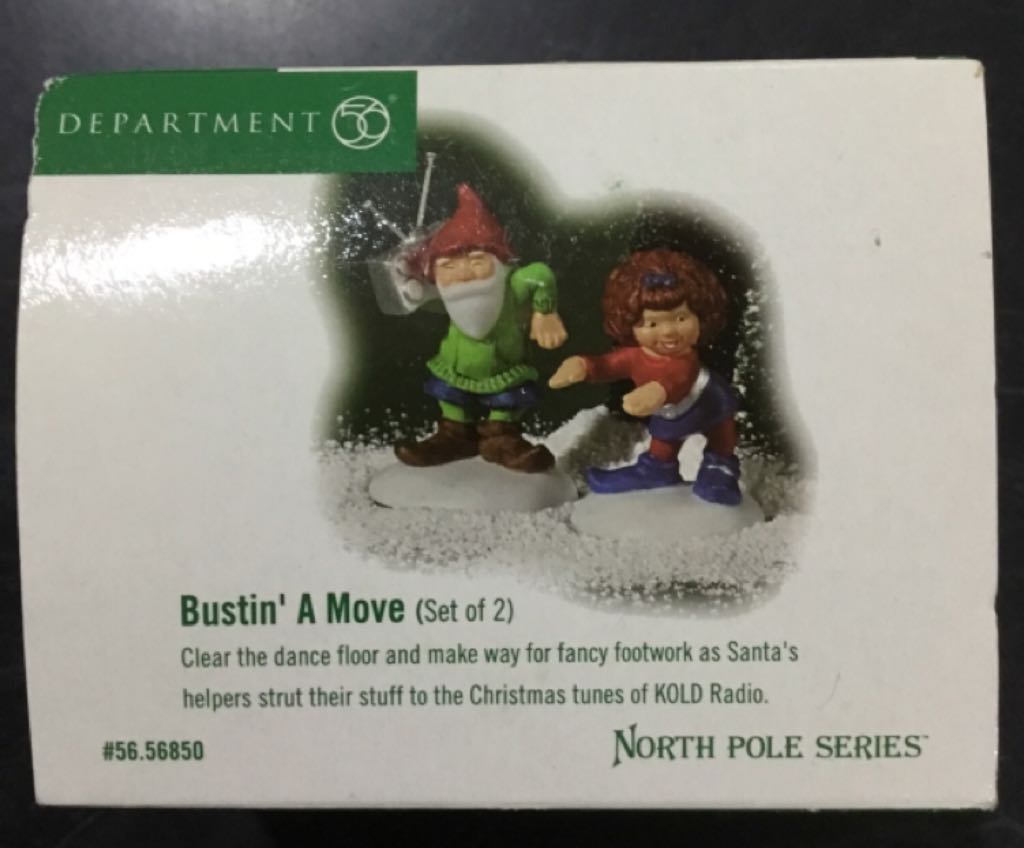 DEPARTMENT 56®
Bustin' A Move (Set of 2)
Clear the dance floor and make way for fancy footwork as Santa's
helpers strut their stuff to the Christmas tunes of KOLD Radio.
#56.56850
NORTH POLE SERIES™